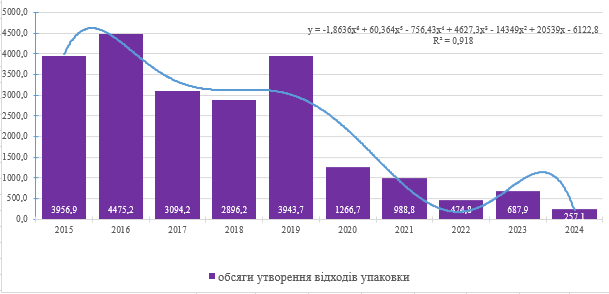 5000,0
4500,0
4000,0
3500,0
3000,0
2500,0
2000,0
1500,0
1000,0
500,0
0,0
y = -1,8636x⁶ + 60,364x⁵ - 756,43x⁴ + 4627,3x³ - 14349x² + 20539x - 6122,8
R² = 0,918
3956,9 4475,2 3094,2 2896,2 3943,7 1266,7 988,8 474,8 687,9 257,1
2015 2016 2017 2018 2019 2020 2021 2022 2023 2024
обсяги утворення відходів упаковки